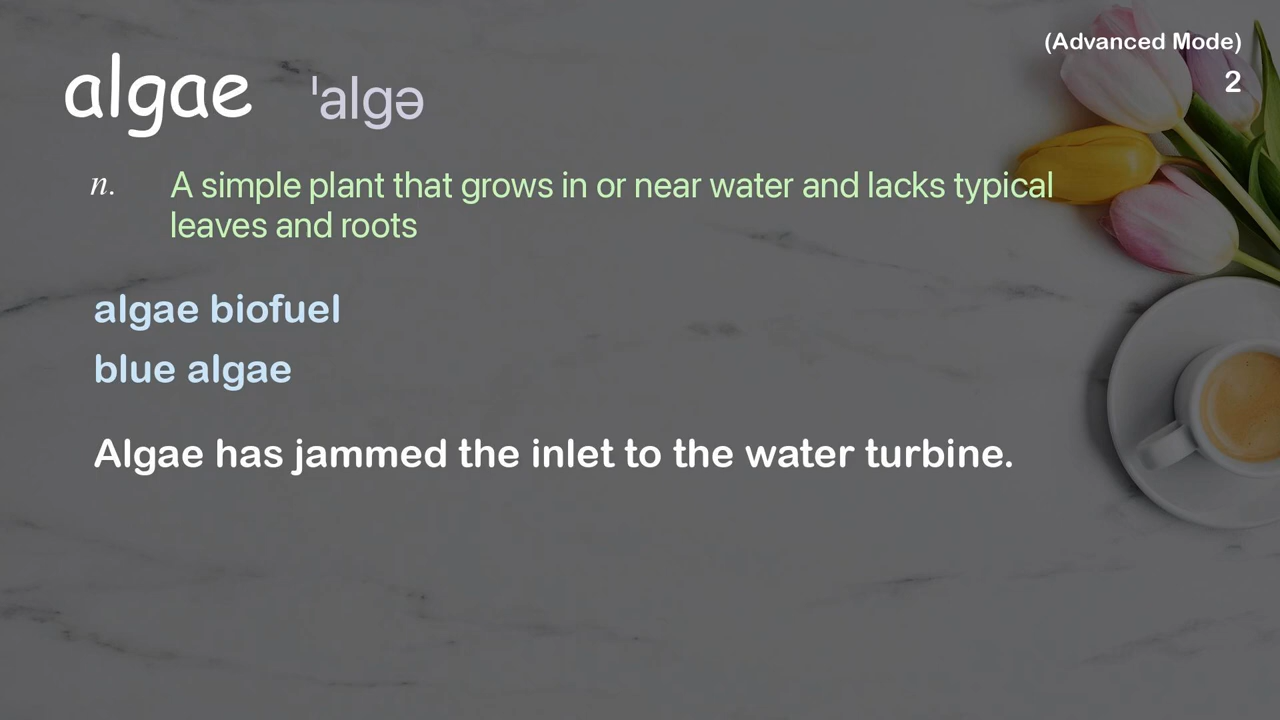 (Advanced Mode)
2
algae ˈalgə
n. A simple plant that grows in or near water and lacks typical
leaves and roots
algae biofuel
blue algae
Algae has jammed the inlet to the water turbine.